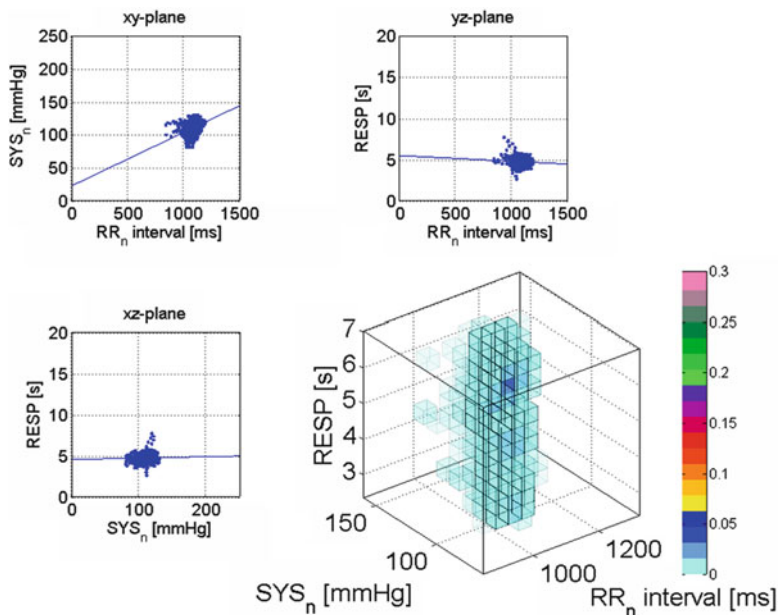 xy-plane
250
200
150
100
50
0
SYSn [mmHg]
0 500 1000 1500
RRn interval [ms]
yz-plane
20
15
10
5
0
RESP [s]
0 500 1000 1500
RRn interval [ms]
xz-plane
20
15
10
5
0
RESP [s]
0 100 200
SYSn [mmHg]
7
6
5
4
3
RESP [s]
150
100
SYSn [mmHg]
1000
1200
RRn interval [ms]
0.3
0.25
0.2
0.15
0.1
0.05
0